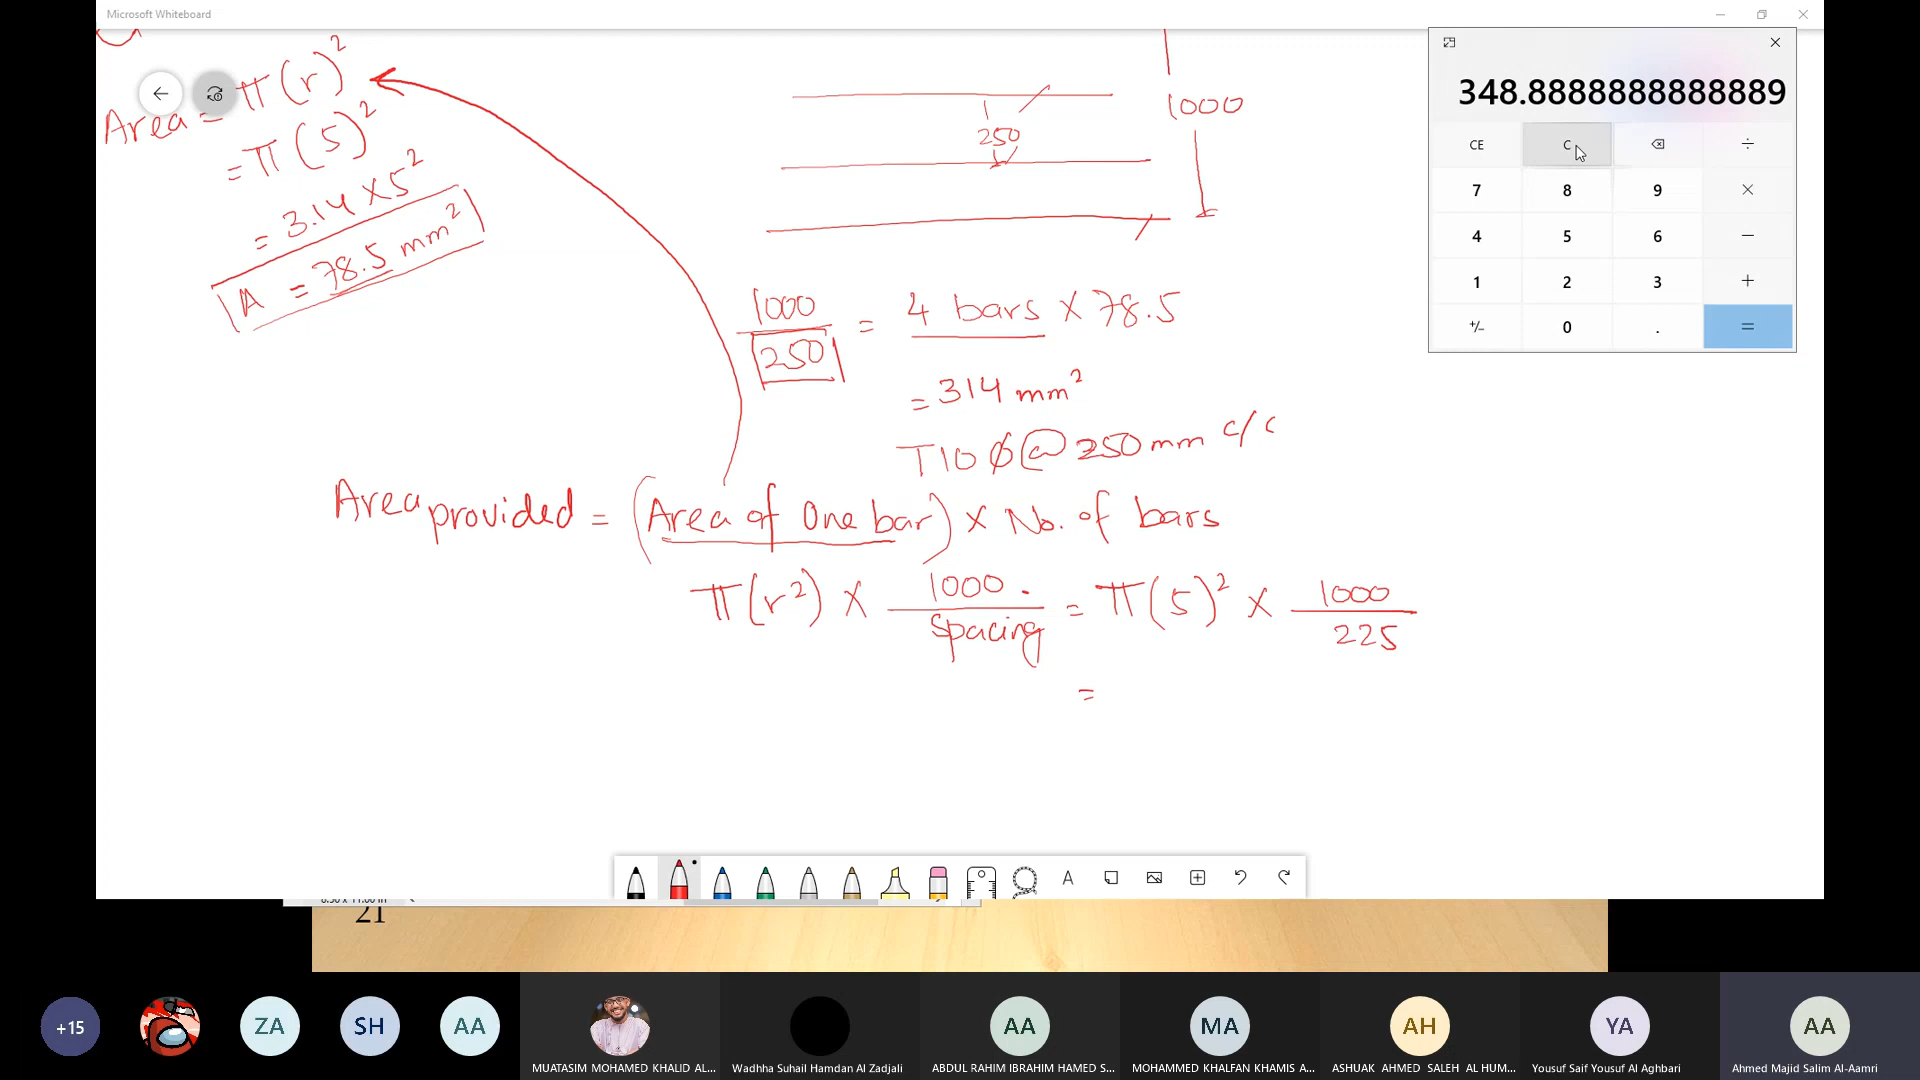 Microsoft Whiteboard
Area = π(r)²
= π(5)²
= 3.14 × 5²
A = 78.5 mm²
250
1000
1000
250
= 4 bars × 78.5
= 314 mm²
T10 ϕ @ 250 mm c/c
Area provided = (Area of One bar) × No. of bars
π(r²) × 1000 / Spacing = π(5)² × 1000 / 225
=
348.8888888888889
CE C ÷
7 8 9 ×
4 5 6 −
1 2 3 +
+/− 0 . =
A
21
+15
ZA
SH
AA
MUATASIM MOHAMED KHALID AL...
Wadhha Suhail Hamdan Al Zadjali
AA
ABDUL RAHIM IBRAHIM HAMED S...
MA
MOHAMMED KHALFAN KHAMIS A...
AH
ASHUAK AHMED SALEH AL HUM...
YA
Yousuf Saif Yousuf Al Aghbari
AA
Ahmed Majid Salim Al-Aamri